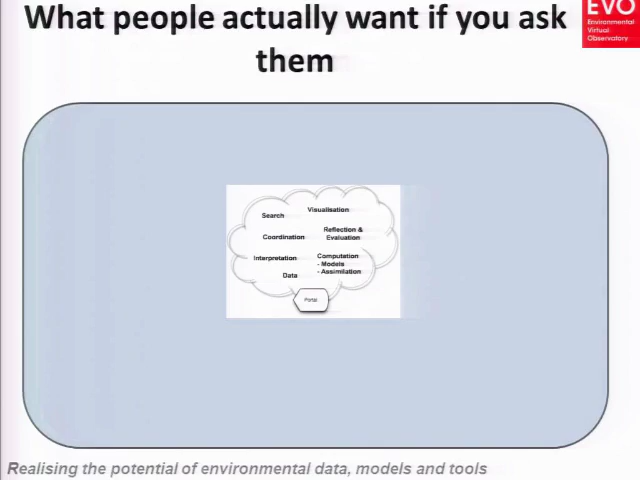 What people actually want if you ask
them
EVO
Environmental
Virtual
Observatory
Visualisation
Search
Reflection &
Evaluation
Coordination
Interpretation
Computation
- Models
- Assimilation
Data
Portal
Realising the potential of environmental data, models and tools